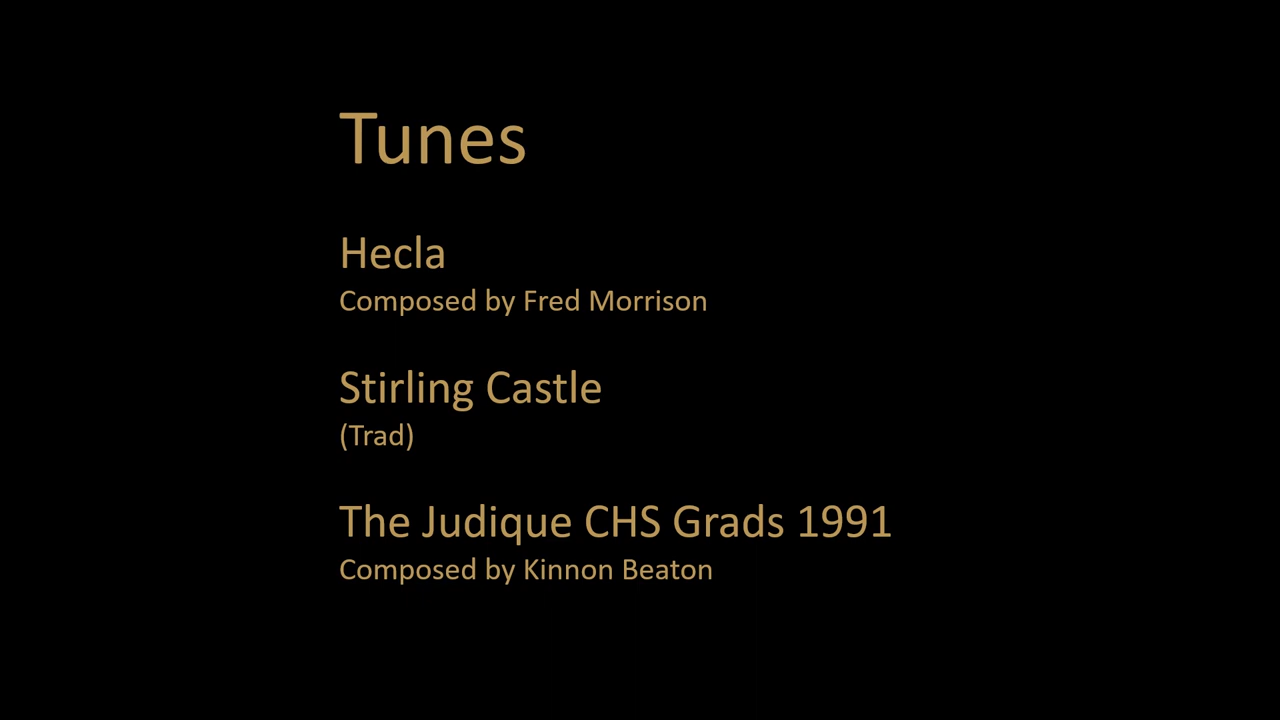 Tunes
Hecla
Composed by Fred Morrison
Stirling Castle
(Trad)
The Judique CHS Grads 1991
Composed by Kinnon Beaton